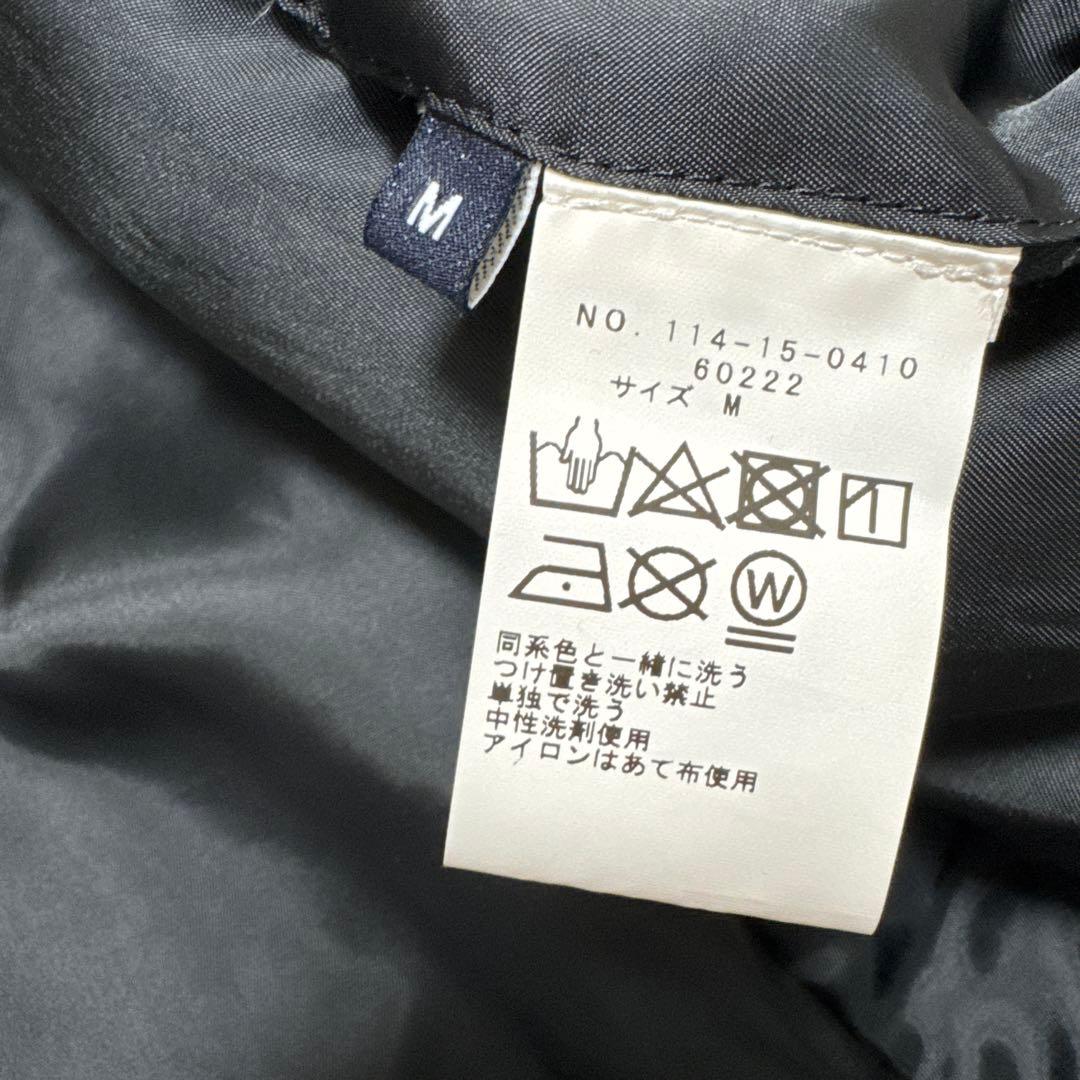 M
NO. 114-15-0410
60222
サイズ M
W
同系色と一緒に洗う
つけ置き洗い禁止
単独で洗う
中性洗剤使用
アイロンはあて布使用